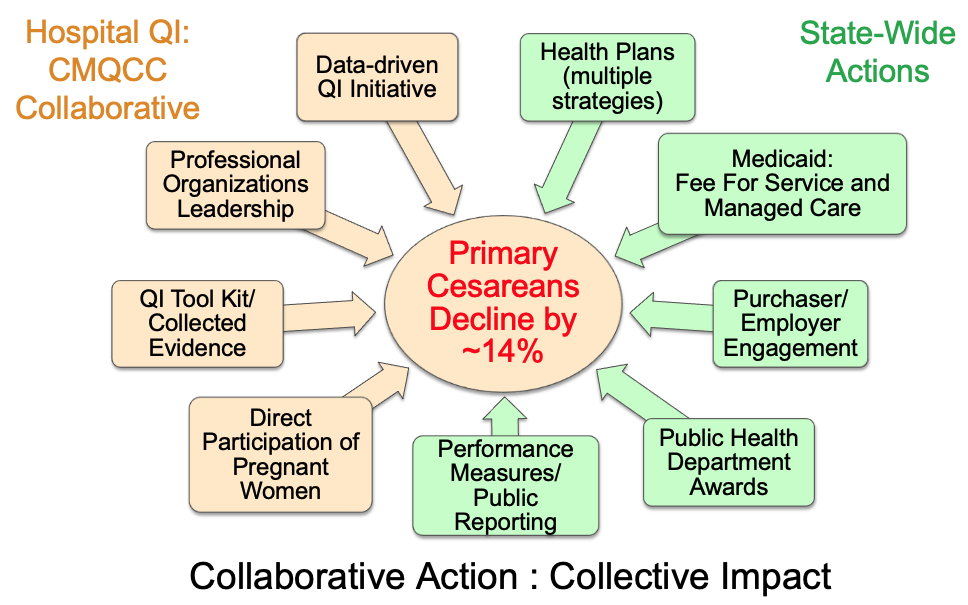 Hospital QI:
CMQCC
Collaborative
State-Wide
Actions
Data-driven
QI Initiative
Health Plans
(multiple
strategies)
Professional
Organizations
Leadership
Medicaid:
Fee For Service and
Managed Care
QI Tool Kit/
Collected
Evidence
Primary
Cesareans
Decline by
~14%
Purchaser/
Employer
Engagement
Direct
Participation of
Pregnant
Women
Performance
Measures/
Public
Reporting
Public Health
Department
Awards
Collaborative Action : Collective Impact